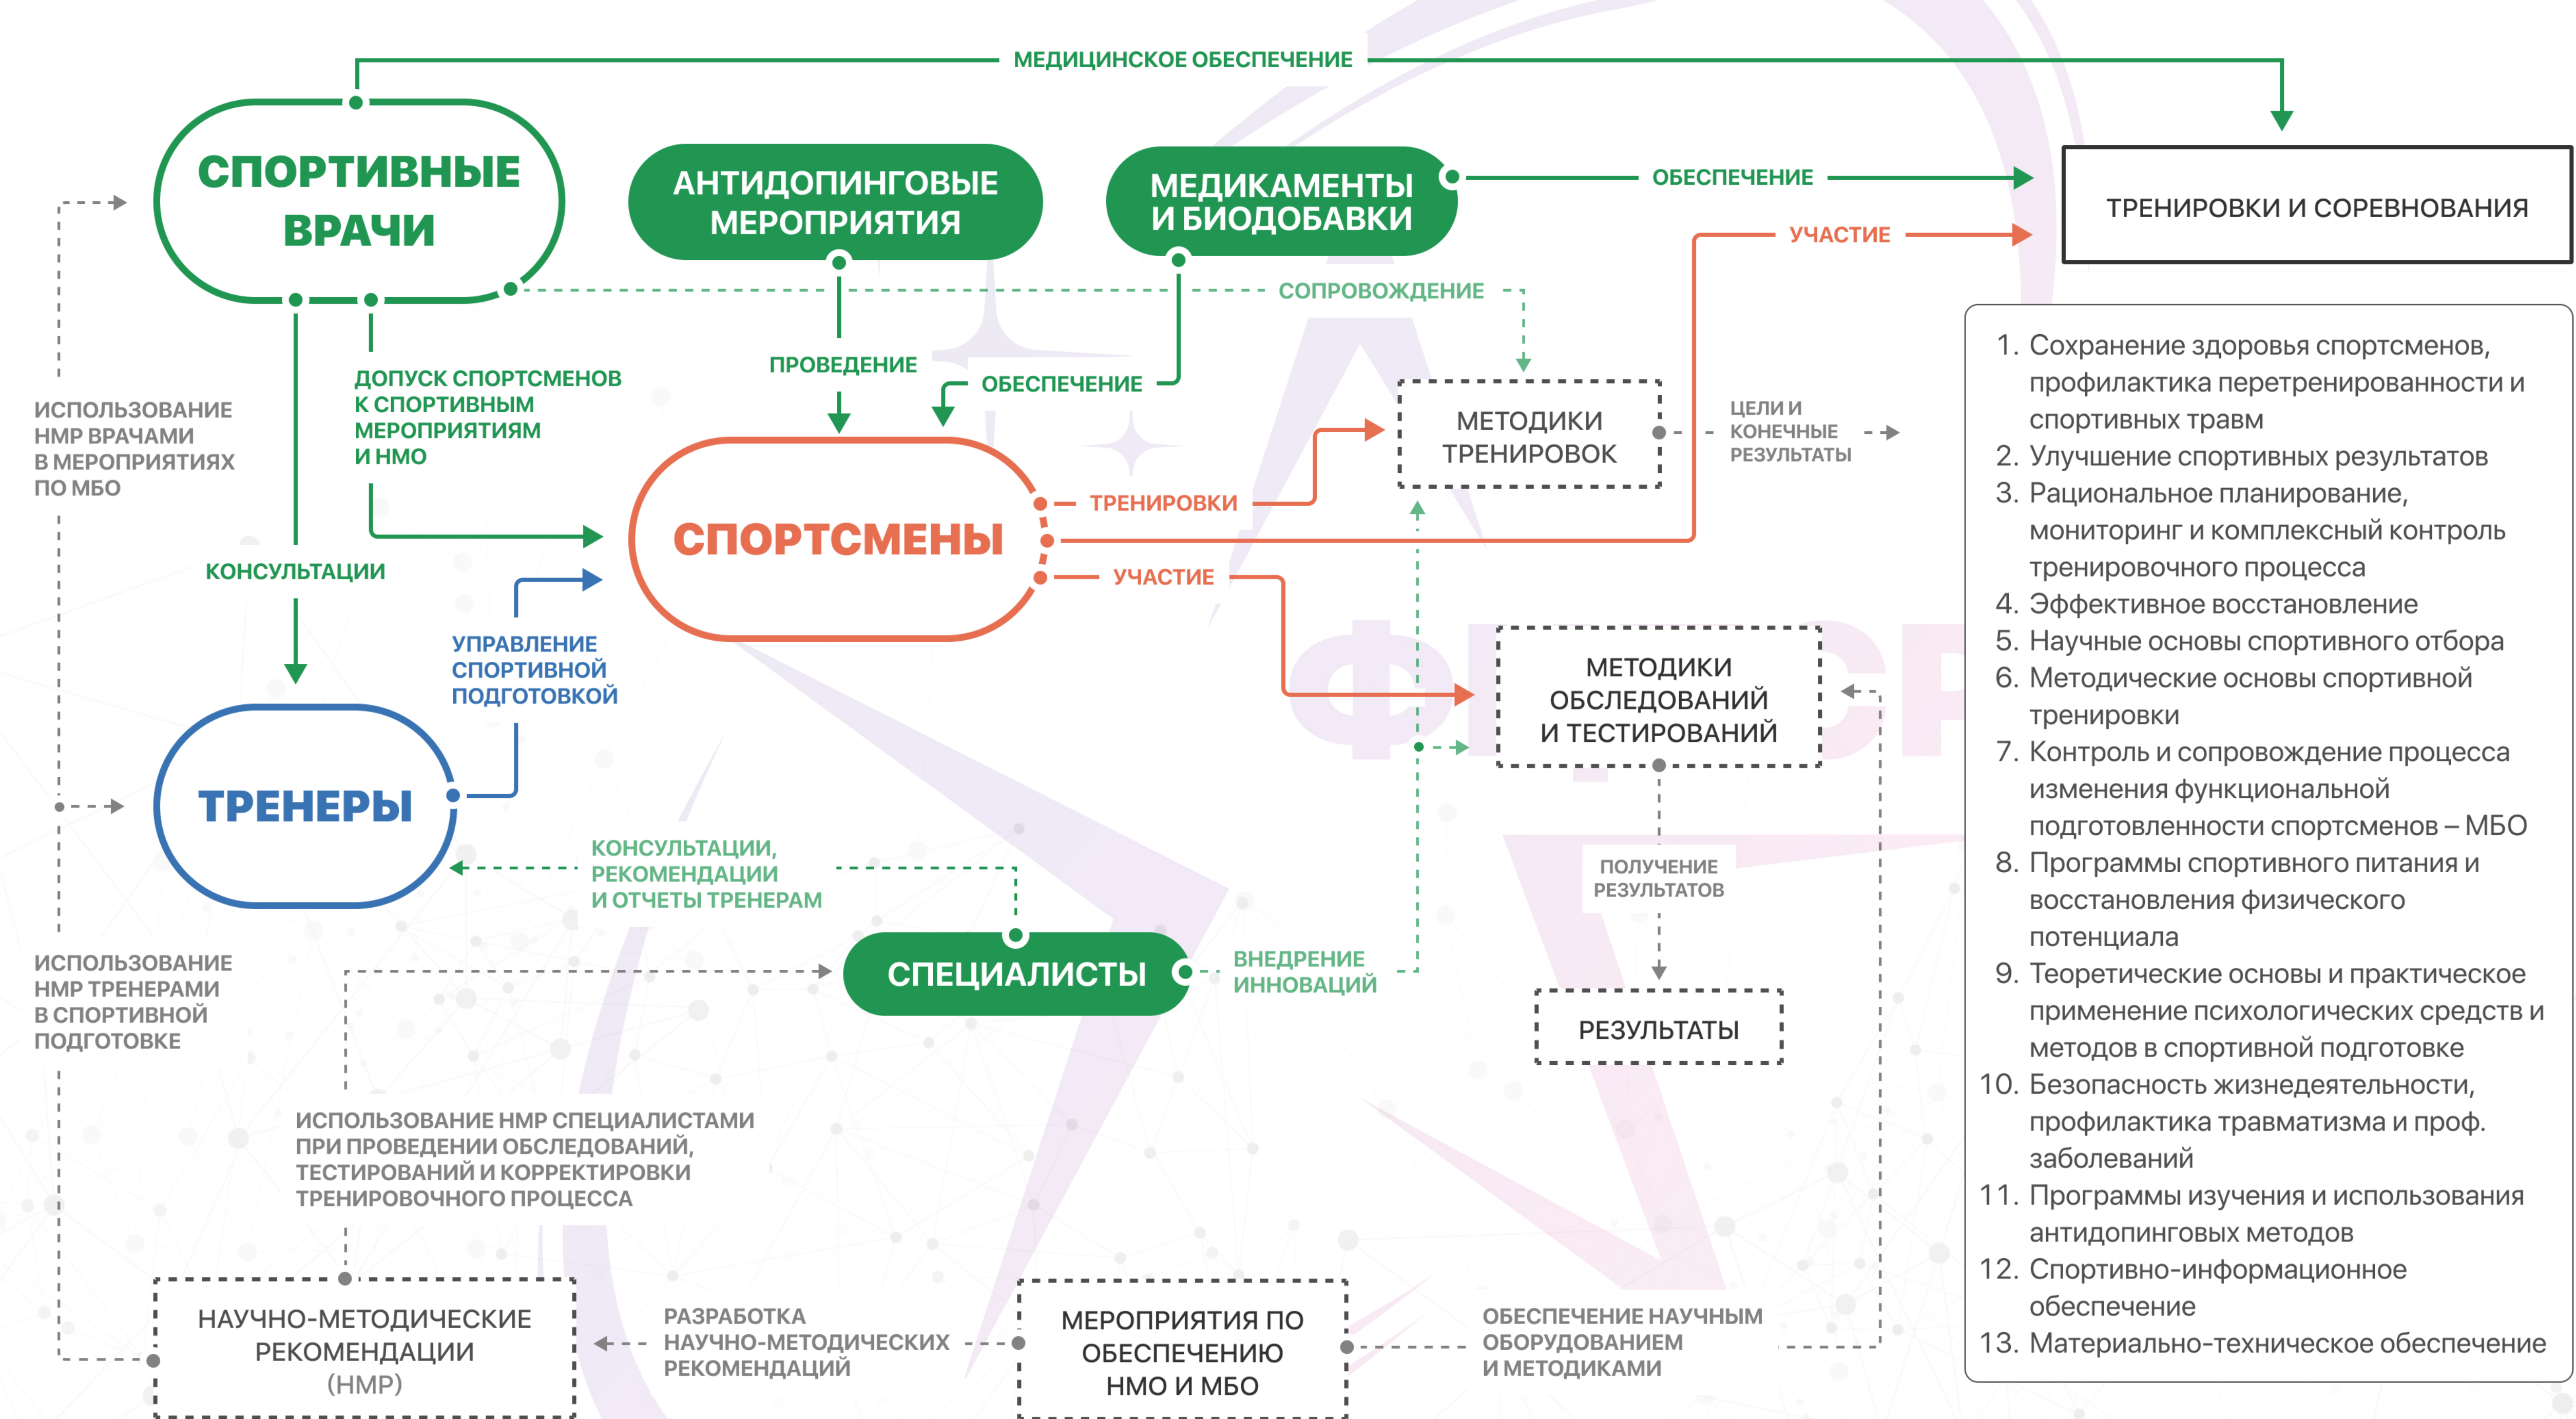 МЕДИЦИНСКОЕ ОБЕСПЕЧЕНИЕ
СПОРТИВНЫЕ
ВРАЧИ
АНТИДОПИНГОВЫЕ
МЕРОПРИЯТИЯ
МЕДИКАМЕНТЫ
И БИОДОБАВКИ
ОБЕСПЕЧЕНИЕ
ТРЕНИРОВКИ И СОРЕВНОВАНИЯ
УЧАСТИЕ
СОПРОВОЖДЕНИЕ
ПРОВЕДЕНИЕ
ОБЕСПЕЧЕНИЕ
ДОПУСК СПОРТСМЕНОВ
К СПОРТИВНЫМ
МЕРОПРИЯТИЯМ
И НМО
ИСПОЛЬЗОВАНИЕ
НМР ВРАЧАМИ
В МЕРОПРИЯТИЯХ
ПО МБО
МЕТОДИКИ
ТРЕНИРОВОК
ЦЕЛИ И
КОНЕЧНЫЕ
РЕЗУЛЬТАТЫ
ТРЕНИРОВКИ
СПОРТСМЕНЫ
КОНСУЛЬТАЦИИ
УЧАСТИЕ
УПРАВЛЕНИЕ
СПОРТИВНОЙ
ПОДГОТОВКОЙ
МЕТОДИКИ
ОБСЛЕДОВАНИЙ
И ТЕСТИРОВАНИЙ
ТРЕНЕРЫ
КОНСУЛЬТАЦИИ,
РЕКОМЕНДАЦИИ
И ОТЧЕТЫ ТРЕНЕРАМ
ПОЛУЧЕНИЕ
РЕЗУЛЬТАТОВ
СПЕЦИАЛИСТЫ
ВНЕДРЕНИЕ
ИННОВАЦИЙ
ИСПОЛЬЗОВАНИЕ
НМР ТРЕНЕРАМИ
В СПОРТИВНОЙ
ПОДГОТОВКЕ
РЕЗУЛЬТАТЫ
ИСПОЛЬЗОВАНИЕ НМР СПЕЦИАЛИСТАМИ
ПРИ ПРОВЕДЕНИИ ОБСЛЕДОВАНИЙ,
ТЕСТИРОВАНИЙ И КОРРЕКТИРОВКИ
ТРЕНИРОВОЧНОГО ПРОЦЕССА
НАУЧНО-МЕТОДИЧЕСКИЕ
РЕКОМЕНДАЦИИ
(НМР)
РАЗРАБОТКА
НАУЧНО-МЕТОДИЧЕСКИХ
РЕКОМЕНДАЦИЙ
МЕРОПРИЯТИЯ ПО
ОБЕСПЕЧЕНИЮ
НМО И МБО
ОБЕСПЕЧЕНИЕ НАУЧНЫМ
ОБОРУДОВАНИЕМ
И МЕТОДИКАМИ
1. Сохранение здоровья спортсменов,
профилактика перетренированности и
спортивных травм
2. Улучшение спортивных результатов
3. Рациональное планирование,
мониторинг и комплексный контроль
тренировочного процесса
4. Эффективное восстановление
5. Научные основы спортивного отбора
6. Методические основы спортивной
тренировки
7. Контроль и сопровождение процесса
изменения функциональной
подготовленности спортсменов – МБО
8. Программы спортивного питания и
восстановления физического
потенциала
9. Теоретические основы и практическое
применение психологических средств и
методов в спортивной подготовке
10. Безопасность жизнедеятельности,
профилактика травматизма и проф.
заболеваний
11. Программы изучения и использования
антидопинговых методов
12. Спортивно-информационное
обеспечение
13. Материально-техническое обеспечение